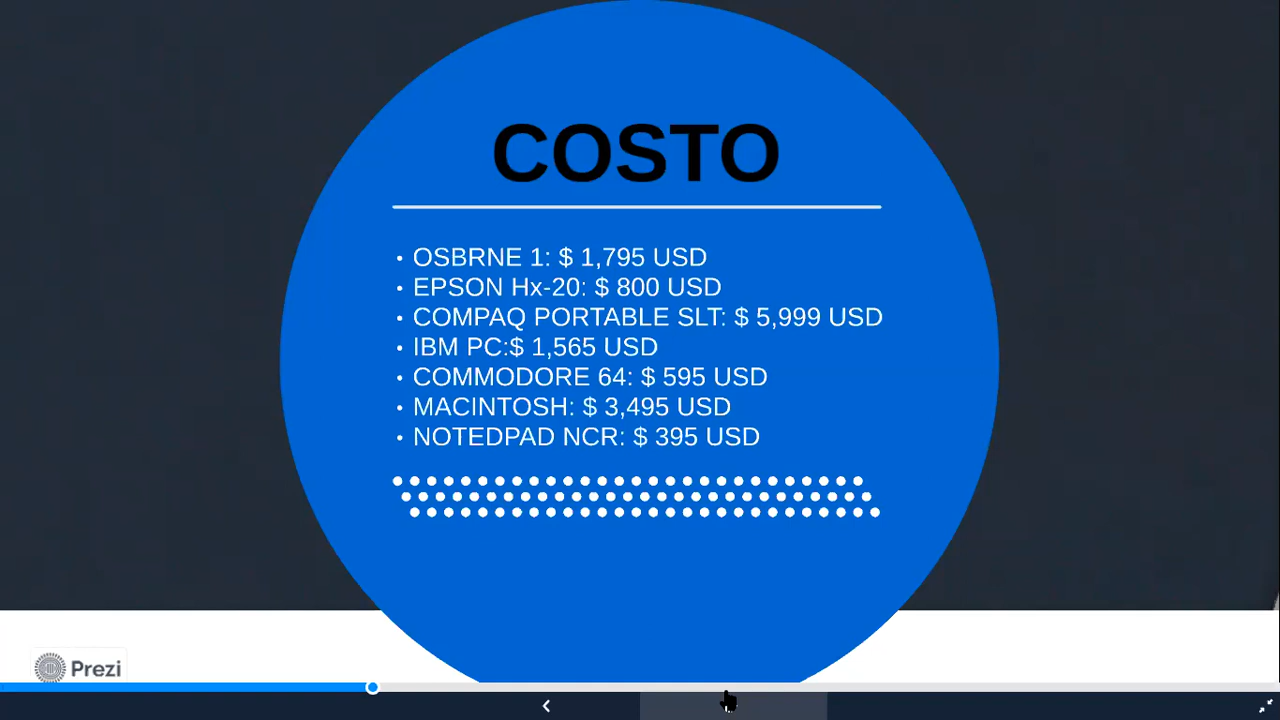 COSTO
• OSBRNE 1: $ 1,795 USD
• EPSON Hx-20: $ 800 USD
• COMPAQ PORTABLE SLT: $ 5,999 USD
• IBM PC:$ 1,565 USD
• COMMODORE 64: $ 595 USD
• MACINTOSH: $ 3,495 USD
• NOTEDPAD NCR: $ 395 USD
Prezi